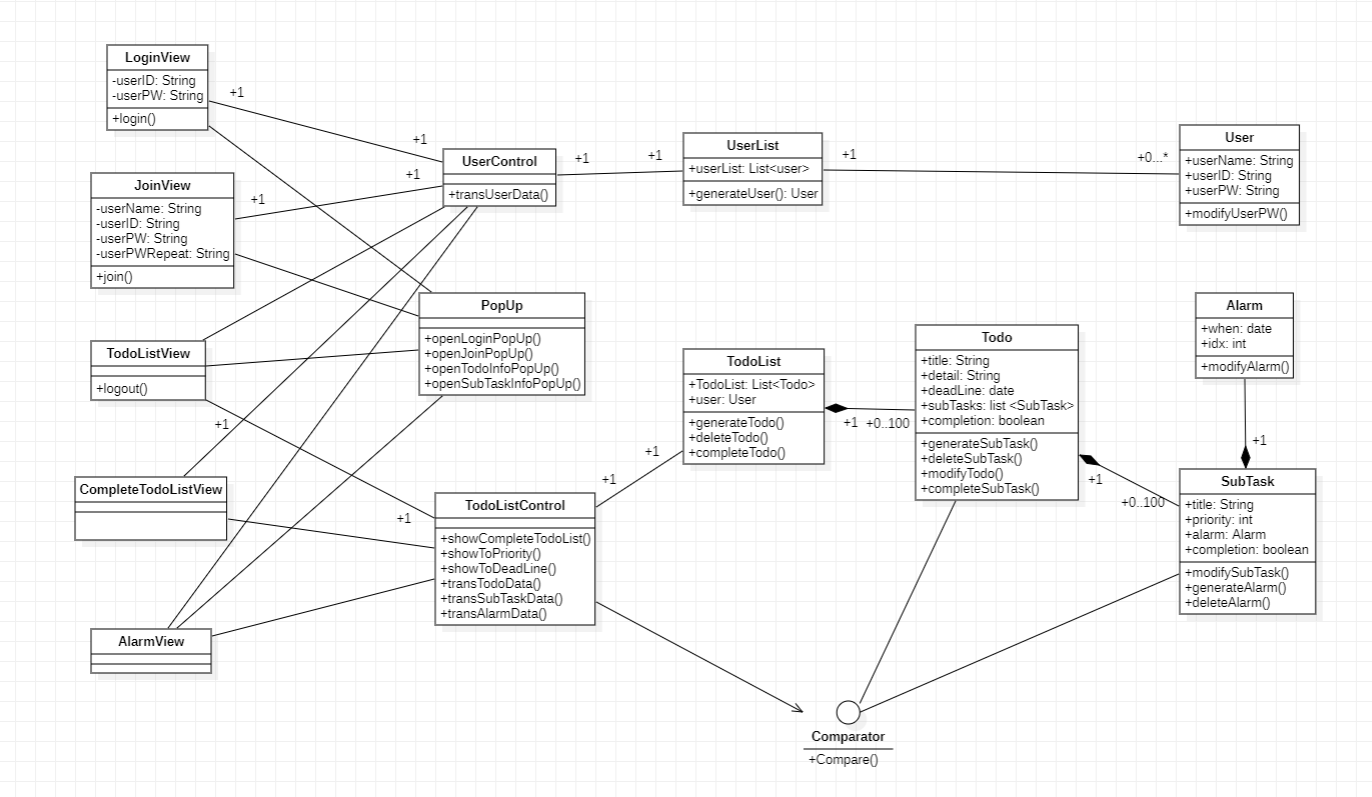 LoginView
-userID: String
-userPW: String
+login()
+1
+1
JoinView
-userName: String
-userID: String
-userPW: String
-userPWRepeat: String
+join()
+1
+1
UserControl
+transUserData()
+1
+1
UserList
+userList: List<user>
+generateUser(): User
+1
+0...*
User
+userName: String
+userID: String
+userPW: String
+modifyUserPW()
TodoListView
+logout()
PopUp
+openLoginPopUp()
+openJoinPopUp()
+openTodoInfoPopUp()
+openSubTaskInfoPopUp()
TodoList
+TodoList: List<Todo>
+user: User
+generateTodo()
+deleteTodo()
+completeTodo()
+1
+0..100
Todo
+title: String
+detail: String
+deadLine: date
+subTasks: list <SubTask>
+completion: boolean
+generateSubTask()
+deleteSubTask()
+modifyTodo()
+completeSubTask()
Alarm
+when: date
+idx: int
+modifyAlarm()
+1
+1
+0..100
SubTask
+title: String
+priority: int
+alarm: Alarm
+completion: boolean
+modifySubTask()
+generateAlarm()
+deleteAlarm()
+1
CompleteTodoListView
+1
TodoListControl
+showCompleteTodoList()
+showToPriority()
+showToDeadLine()
+transTodoData()
+transSubTaskData()
+transAlarmData()
+1
+1
AlarmView
Comparator
+Compare()